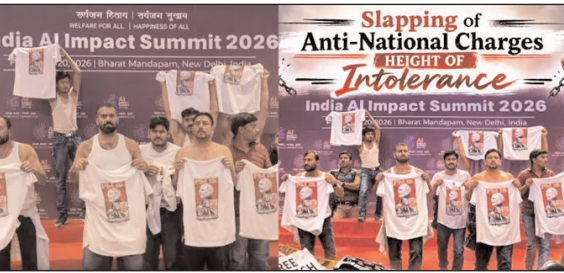 सर्वजन हिताय | सर्वजन सुखाय
WELFARE FOR ALL | HAPPINESS OF ALL
India AI Impact Summit 2026
20, 2026 | Bharat Mandapam, New Delhi, India
Slapping of
Anti-National Charges
HEIGHT OF
Intolerance
India AI Impact Summit 2026
20, 2026 | Bharat Mandapam, New Delhi, India